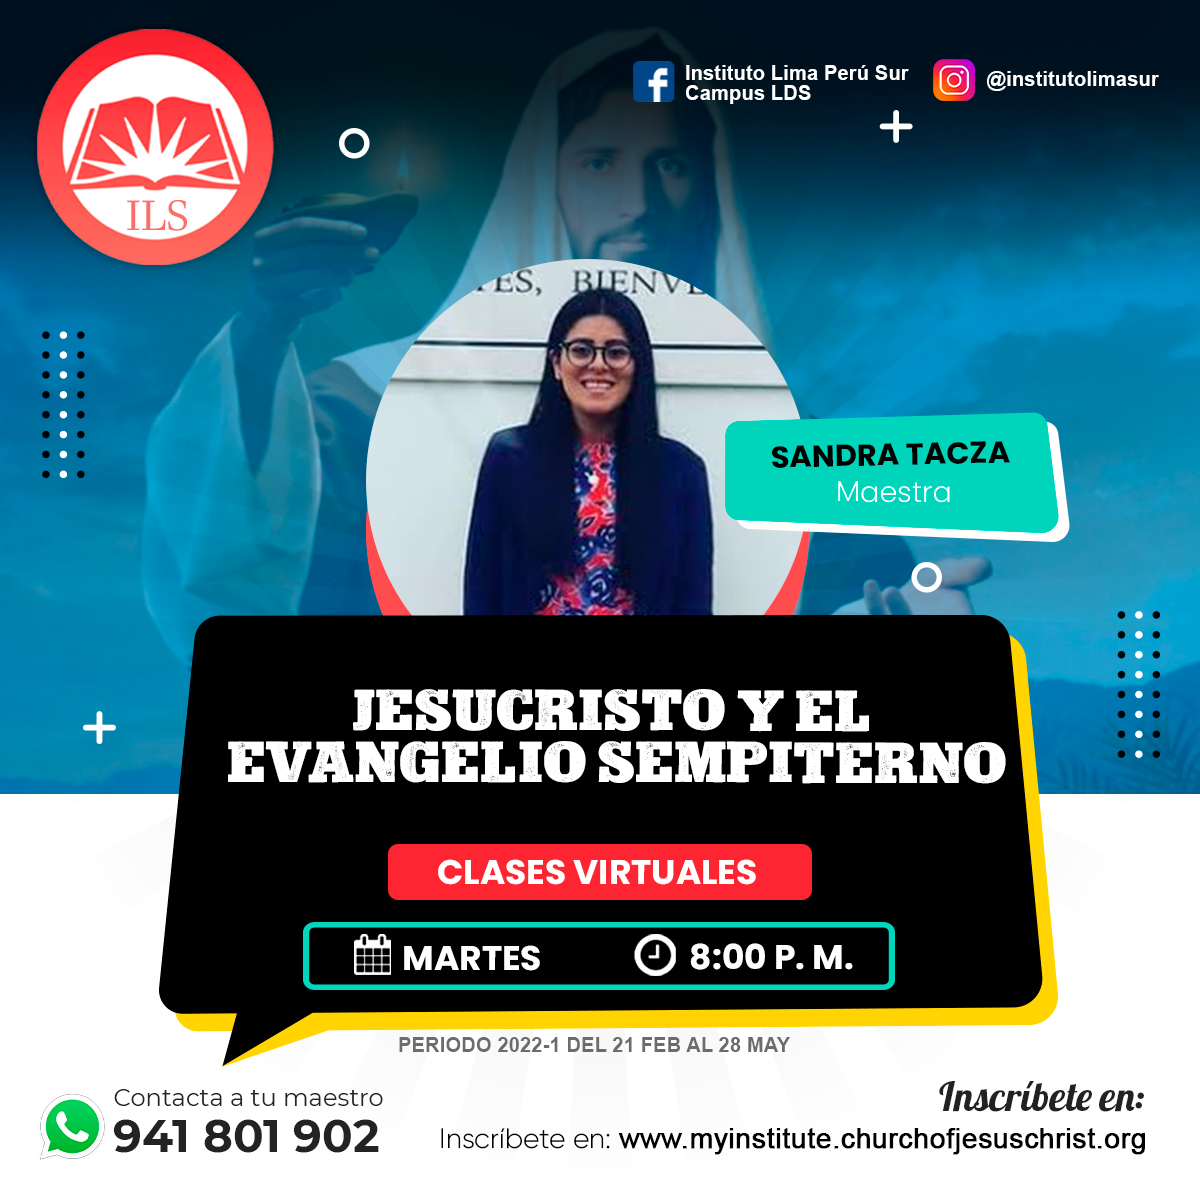 ILS
Instituto Lima Perú Sur
Campus LDS
@institutolimasur
BIENV
SANDRA TACZA
Maestra
JESUCRISTO Y EL
EVANGELIO SEMPITERNO
CLASES VIRTUALES
MARTES
8:00 P. M.
PERIODO 2022-1 DEL 21 FEB AL 28 MAY
Contacta a tu maestro
941 801 902
Inscríbete en:
Inscríbete en: www.myinstitute.churchofjesuschrist.org